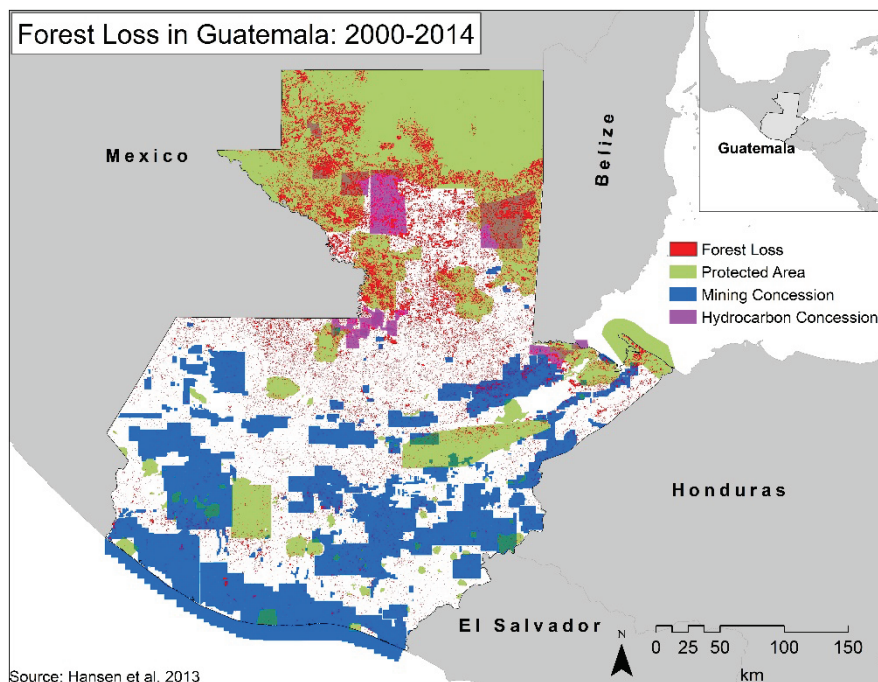 Forest Loss in Guatemala: 2000-2014
Mexico
Belize
Guatemala
Forest Loss
Protected Area
Mining Concession
Hydrocarbon Concession
Honduras
El Salvador
N
0 25 50 100 150
km
Source: Hansen et al. 2013